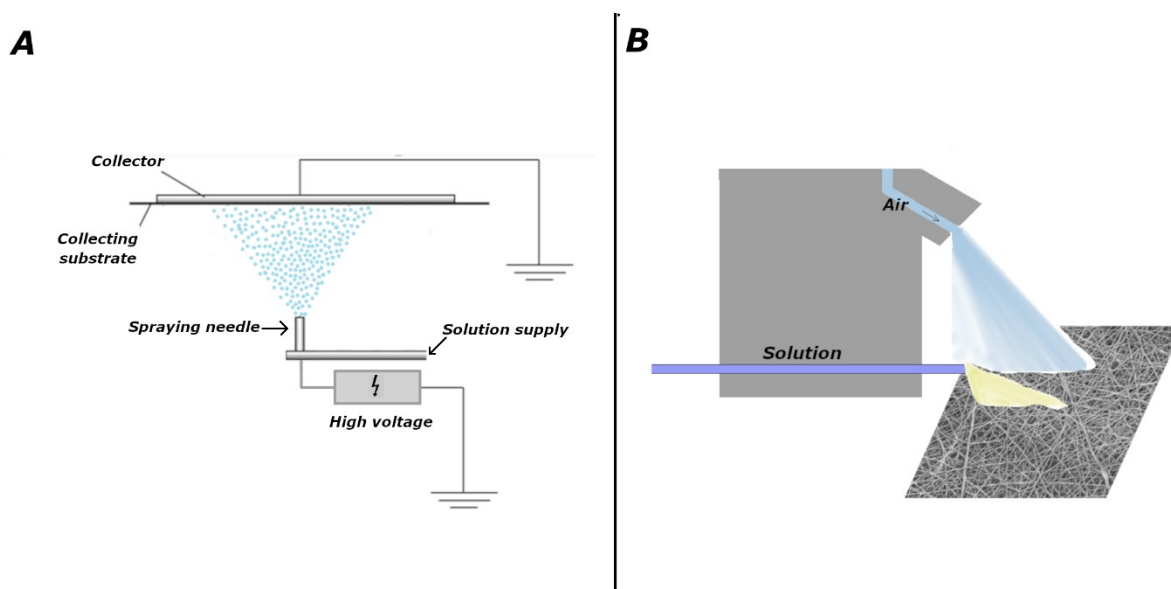 A
Collector
Collecting
substrate
Spraying needle
Solution supply
High voltage
B
Air
Solution